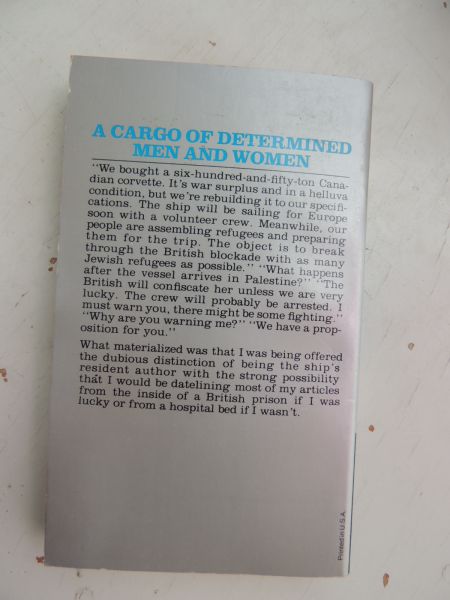 A CARGO OF DETERMINED
MEN AND WOMEN
"We bought a six-hundred-and-fifty-ton Cana-
dian corvette. It's war surplus and in a helluva
condition, but we're rebuilding it to our specifi-
cations. The ship will be sailing for Europe
soon with a volunteer crew. Meanwhile, our
people are assembling refugees and preparing
them for the trip. The object is to break
through the British blockade with as many
Jewish refugees as possible." "What happens
after the vessel arrives in Palestine?" "The
British will confiscate her unless we are very
lucky. The crew will probably be arrested. I
must warn you, there might be some fighting."
"Why are you warning me?" "We have a prop-
osition for you."
What materialized was that I was being offered
the dubious distinction of being the ship's
resident author with the strong possibility
that I would be datelining most of my articles
from the inside of a British prison if I was
lucky or from a hospital bed if I wasn't.
Printed in U.S.A.